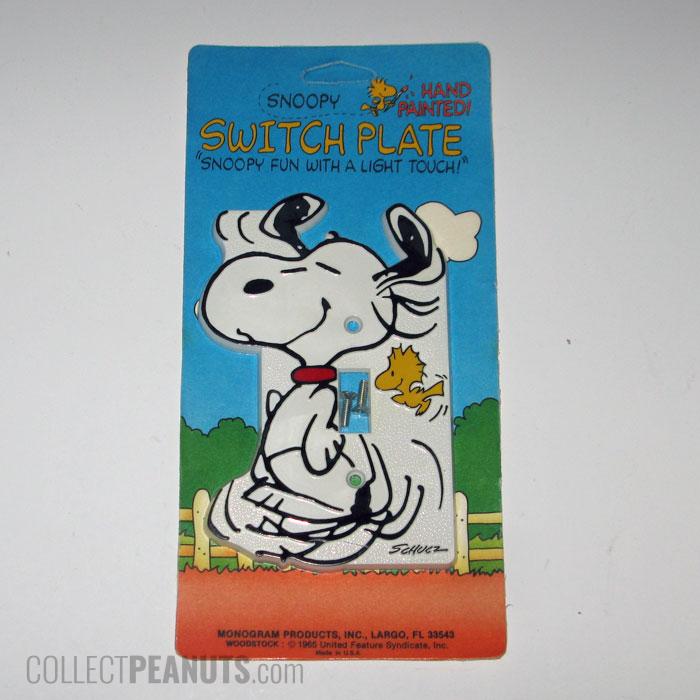 SNOOPY
HAND
PAINTED!
SWITCH PLATE
"SNOOPY FUN WITH A LIGHT TOUCH!"
SCHULZ
MONOGRAM PRODUCTS, INC., LARGO, FL 33543
WOODSTOCK: © 1965 United Feature Syndicate, Inc.
Made in U.S.A.
COLLECTPEANUTS.com